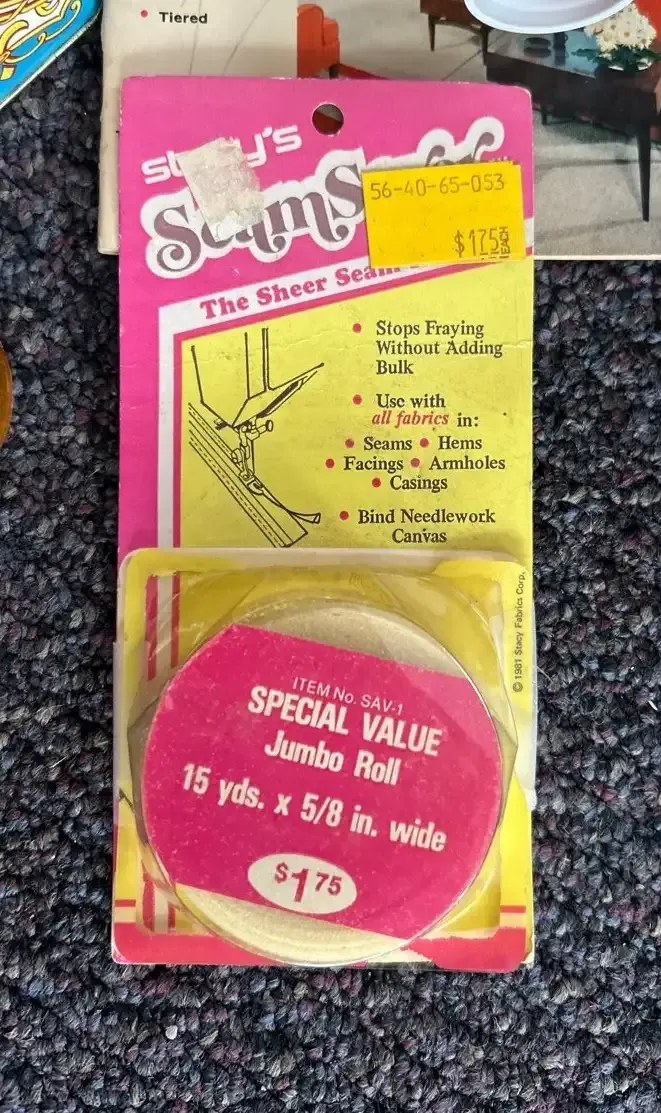 • Tiered
56-40-65-053
$175 EACH
The Sheer
• Stops Fraying
Without Adding
Bulk
• Use with
all fabrics in:
• Seams • Hems
• Facings • Armholes
• Casings
• Bind Needlework
Canvas
© 1981 Stacy Fabrics Corp.
ITEM No. SAV-1
SPECIAL VALUE
Jumbo Roll
15 yds. x 5/8 in. wide
$175